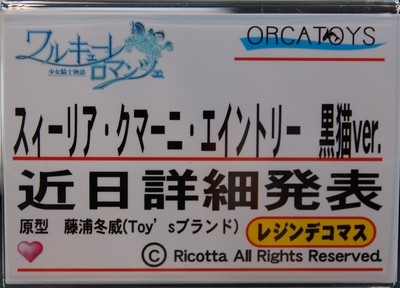 ワルキューレ
ロマンツェ
少女騎士物語
ORCATOYS
スィーリア・クマーニ・エイントリー 黒猫ver.
近日詳細発表
原型 藤浦冬威(Toy'sブランド)
レジンデコマス
© Ricotta All Rights Reserved.